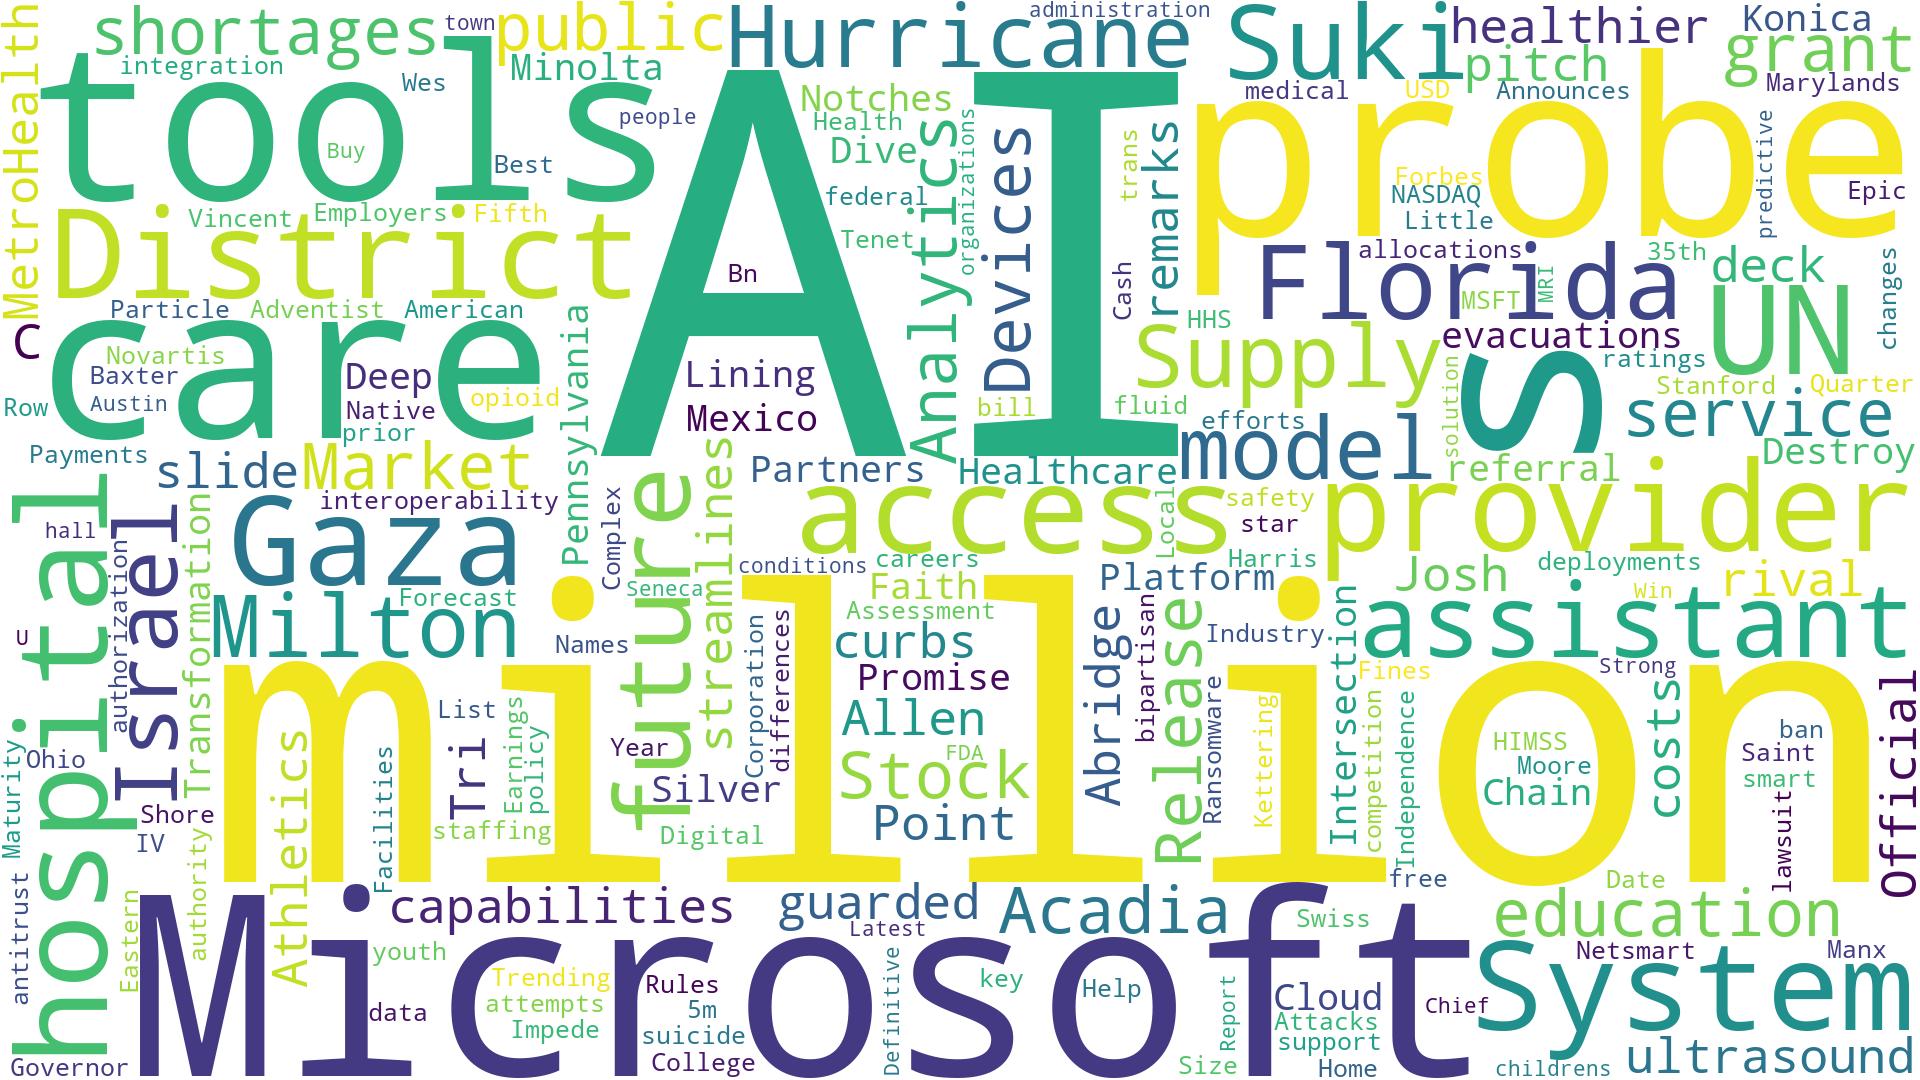 MetroHealth
shortages
town
public
Hurricane
administration
Suki
healthier
Konica
grant
integration
Wes
Minolta
pitch
Marylands
tools
people
AI
Notches
Health
Dive
Analytics
organizations
Devices
trans
remarks
medical
USD
Announces
probe
predictive
Buy
Best
federal
Forbes
NASDAQ
Little
Epic
District
Vincent
Employers
Fifth
Tenet
Bn
Cash
Florida
allocations
35th
deck
changes
Particle
Adventist
American
HHS
MSFT
MRI
UN
C
care
Novartis
Baxter
Austin
Row
Deep
Native
prior
opioid
Pennsylvania
Lining
Mexico
bill
fluid
Supply
evacuations
S
ratings
Stanford
Quarter
Payments
slide
Market
interoperability
Partners
Healthcare
efforts
model
solution
referral
service
Destroy
hospital
hall
Israel
authorization
Transformation
Gaza
Complex
future
streamlines
access
Local
safety
star
provider
Milton
Forecast
Seneca
conditions
careers
Faith
Assessment
Platform
Harris
Josh
deployments
Win
rival
u
Names
Corporation
differences
curbs
Promise
Allen
Abridge
bipartisan
Release
Industry
Intersection
assistant
million
Fines
Strong
Maturity
Ohio
Shore
IV
Athletics
Facilities
List
Tri
Earnings
policy
staffing
Year
Silver
Digital
Stock
FDA
Point
Ransomware
Kettering
competition
Independence
HIMSS
Moore
Chain
costs
ban
Saint
smart
lawsuit
Official
antitrust
Eastern
authority
capabilities
guarded
Latest
Acadia
free
Swiss
Date
education
Microsoft
youth
data
Trending
attempts
Impede
Rules
5m
suicide
College
Definitive
key
Help
Report
Size
Cloud
Attacks
support
Home
Chief
System
Netsmart
Manx
childrens
ultrasound
Governor